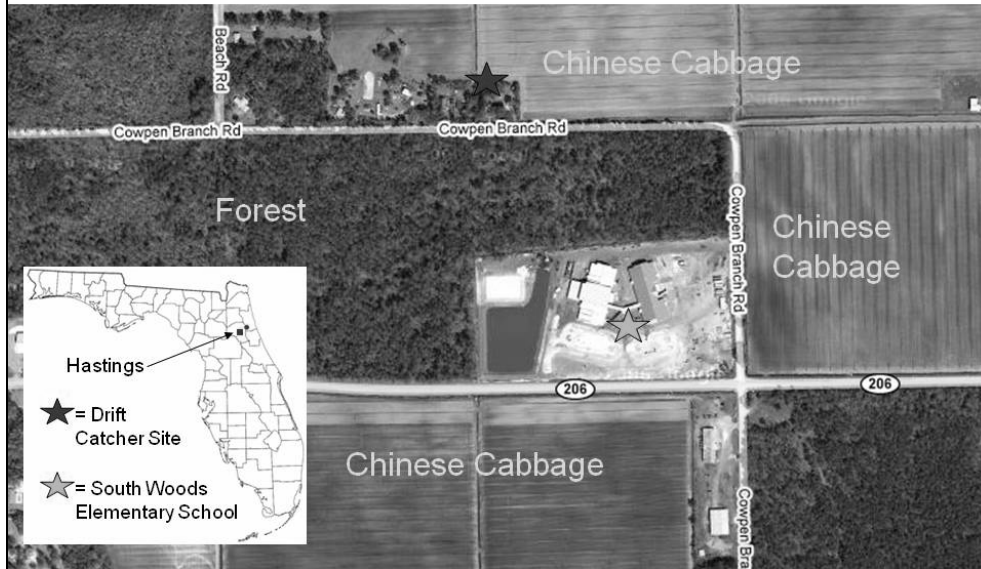 Beach Rd
Chinese Cabbage
Cowpen Branch Rd
Cowpen Branch Rd
Forest
Cowpen Branch Rd
Chinese
Cabbage
Hastings
206
206
= Drift
Catcher Site
Chinese Cabbage
= South Woods
Elementary School
Cowpen Bra